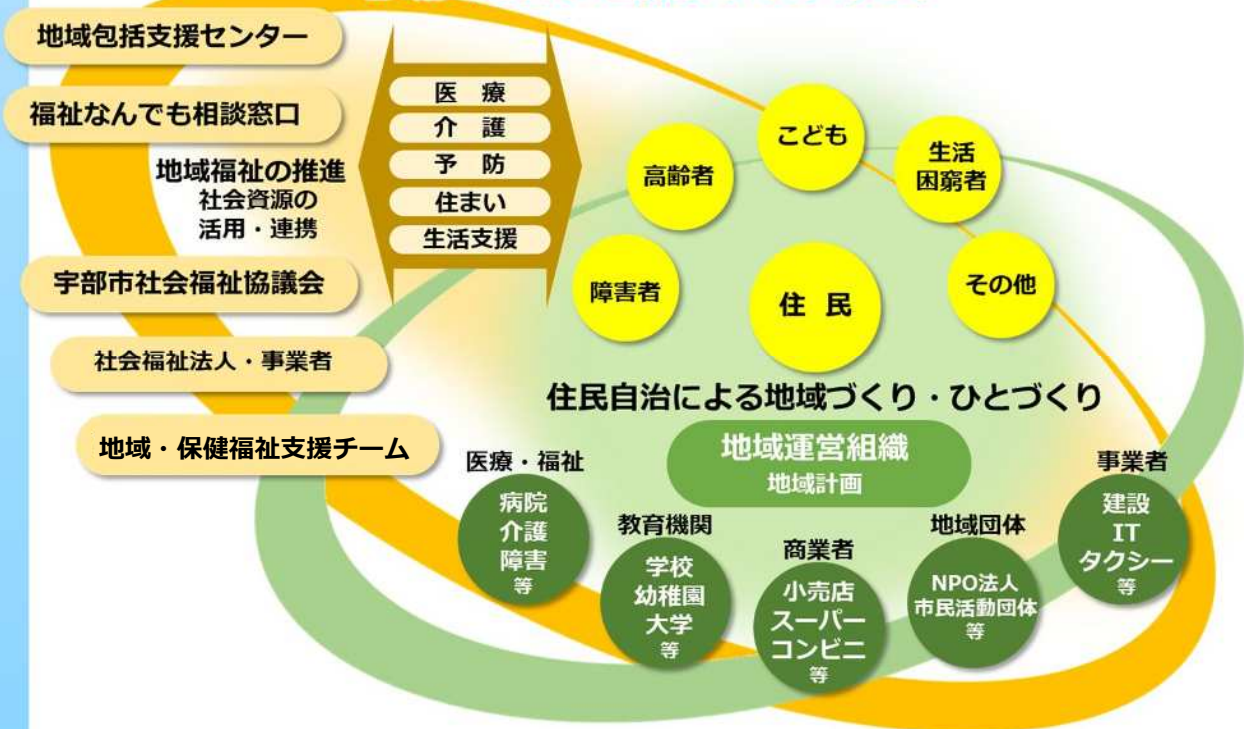 地域包括支援センター
福祉なんでも相談窓口
地域福祉の推進
社会資源の
活用・連携
宇部市社会福祉協議会
社会福祉法人・事業者
地域・保健福祉支援チーム
医 療
介 護
予 防
住まい
生活支援
高齢者
こども
生活
困窮者
障害者
住 民
その他
住民自治による地域づくり・ひとづくり
地域運営組織
地域計画
医療・福祉
病院
介護
障害
等
教育機関
学校
幼稚園
大学
等
商業者
小売店
スーパー
コンビニ
等
地域団体
NPO法人
市民活動団体
等
事業者
建設
IT
タクシー
等